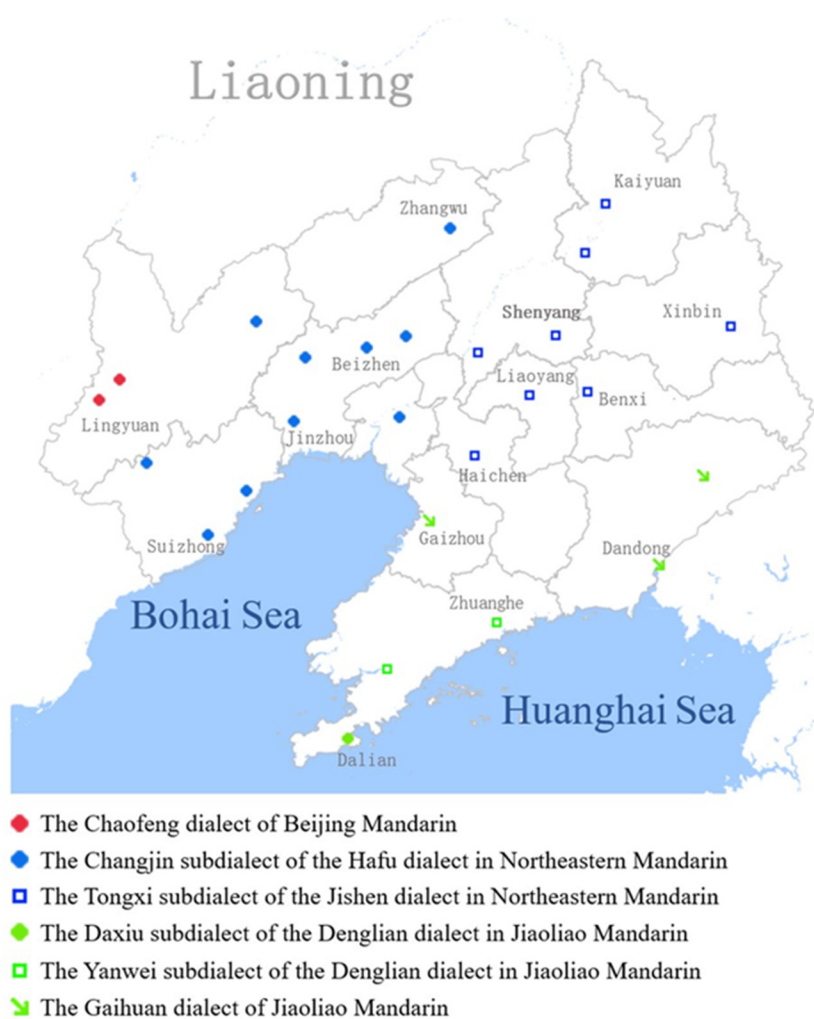 Liaoning
Kaiyuan
Zhangwu
Shenyang
Xinbin
Beizhen
Liaoyang
Benxi
Lingyuan
Jinzhou
Haichen
Gaizhou
Suizhong
Dandong
Zhuanghe
Bohai Sea
Huanghai Sea
Dalian
The Chaofeng dialect of Beijing Mandarin
The Changjin subdialect of the Hafu dialect in Northeastern Mandarin
The Tongxi subdialect of the Jishen dialect in Northeastern Mandarin
The Daxiu subdialect of the Denglian dialect in Jiaoliao Mandarin
The Yanwei subdialect of the Denglian dialect in Jiaoliao Mandarin
The Gaihuan dialect of Jiaoliao Mandarin